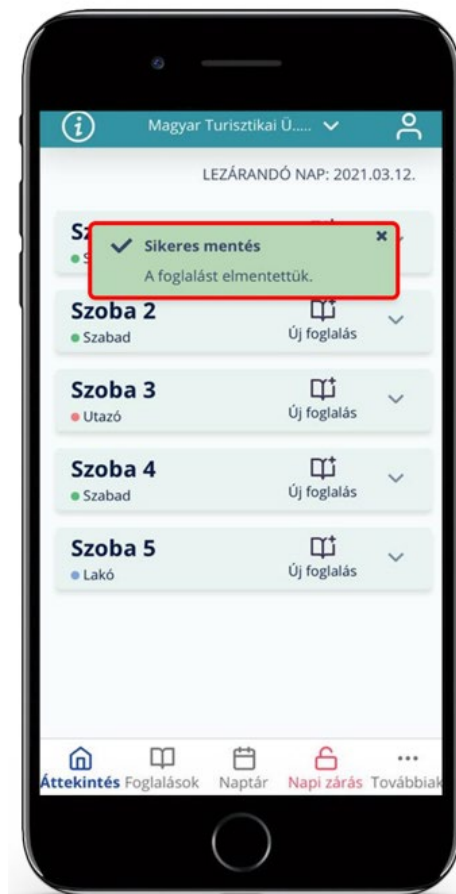 Magyar Turisztikai Ü.....
LEZÁRANDÓ NAP: 2021.03.12.
Sikeres mentés
A foglalást elmentettük.
Szoba 2
Szabad
Új foglalás
Szoba 3
Utazó
Új foglalás
Szoba 4
Szabad
Új foglalás
Szoba 5
Lakó
Új foglalás
Áttekintés Foglalások Naptár Napi zárás Továbbiak